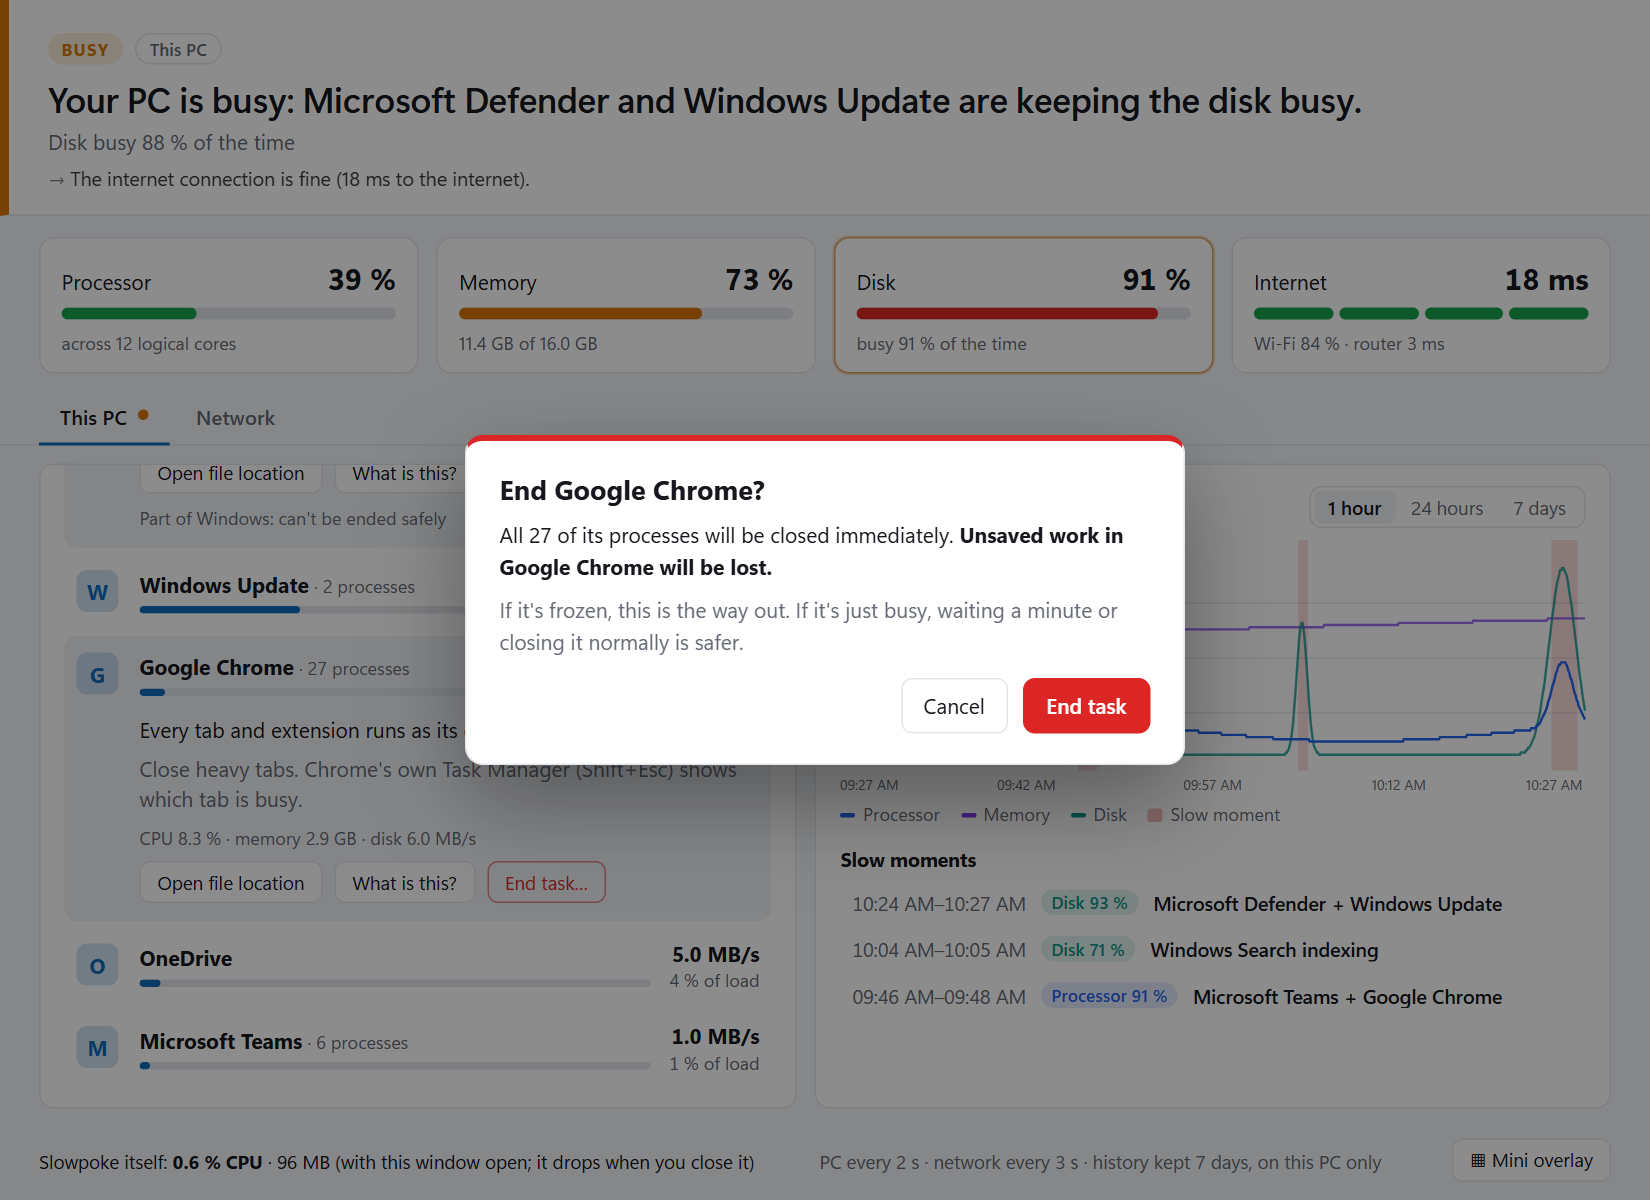 BUSY
This PC
Your PC is busy: Microsoft Defender and Windows Update are keeping the disk busy.
Disk busy 88 % of the time
→ The internet connection is fine (18 ms to the internet).
Processor 39 %
across 12 logical cores
Memory 73 %
11.4 GB of 16.0 GB
Disk 91 %
busy 91 % of the time
Internet 18 ms
Wi-Fi 84 % · router 3 ms
This PC
Network
Open file location
What is this?
Part of Windows: can't be ended safely
W
Windows Update · 2 processes
G
Google Chrome · 27 processes
Every tab and extension runs as its
Close heavy tabs. Chrome's own Task Manager (Shift+Esc) shows
which tab is busy.
CPU 8.3 % · memory 2.9 GB · disk 6.0 MB/s
Open file location
What is this?
End task...
O
OneDrive
5.0 MB/s
4 % of load
M
Microsoft Teams · 6 processes
1.0 MB/s
1 % of load
End Google Chrome?
All 27 of its processes will be closed immediately. Unsaved work in
Google Chrome will be lost.
If it's frozen, this is the way out. If it's just busy, waiting a minute or
closing it normally is safer.
Cancel
End task
1 hour
24 hours
7 days
09:27 AM
09:42 AM
09:57 AM
10:12 AM
10:27 AM
Processor
Memory
Disk
Slow moment
Slow moments
10:24 AM–10:27 AM Disk 93 % Microsoft Defender + Windows Update
10:04 AM–10:05 AM Disk 71 % Windows Search indexing
09:46 AM–09:48 AM Processor 91 % Microsoft Teams + Google Chrome
Slowpoke itself: 0.6 % CPU · 96 MB (with this window open; it drops when you close it)
PC every 2 s · network every 3 s · history kept 7 days, on this PC only
Mini overlay